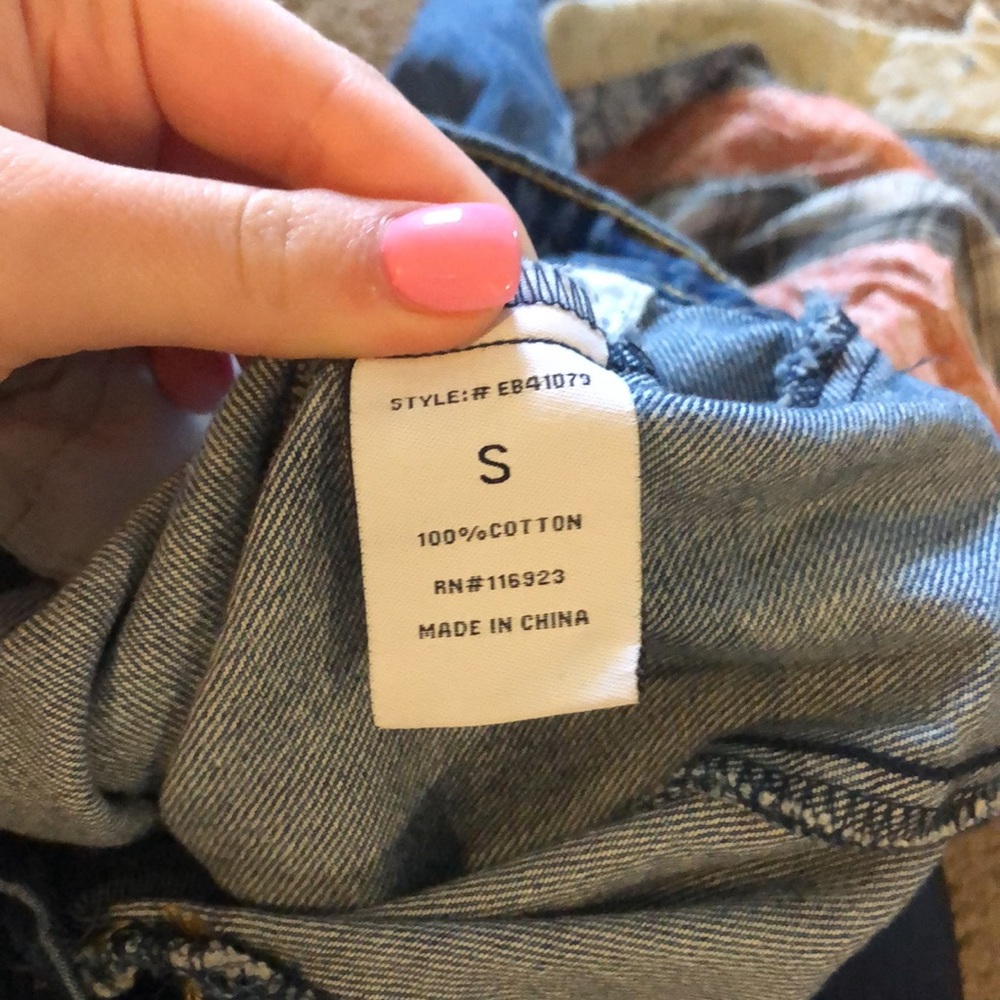 STYLE:# EB41079
S
100%COTTON
RN#116923
MADE IN CHINA